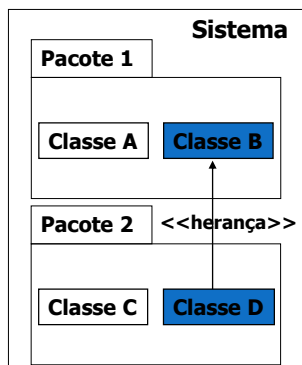 Sistema
Pacote 1
Classe A
Classe B
Pacote 2
<<herança>>
Classe C
Classe D